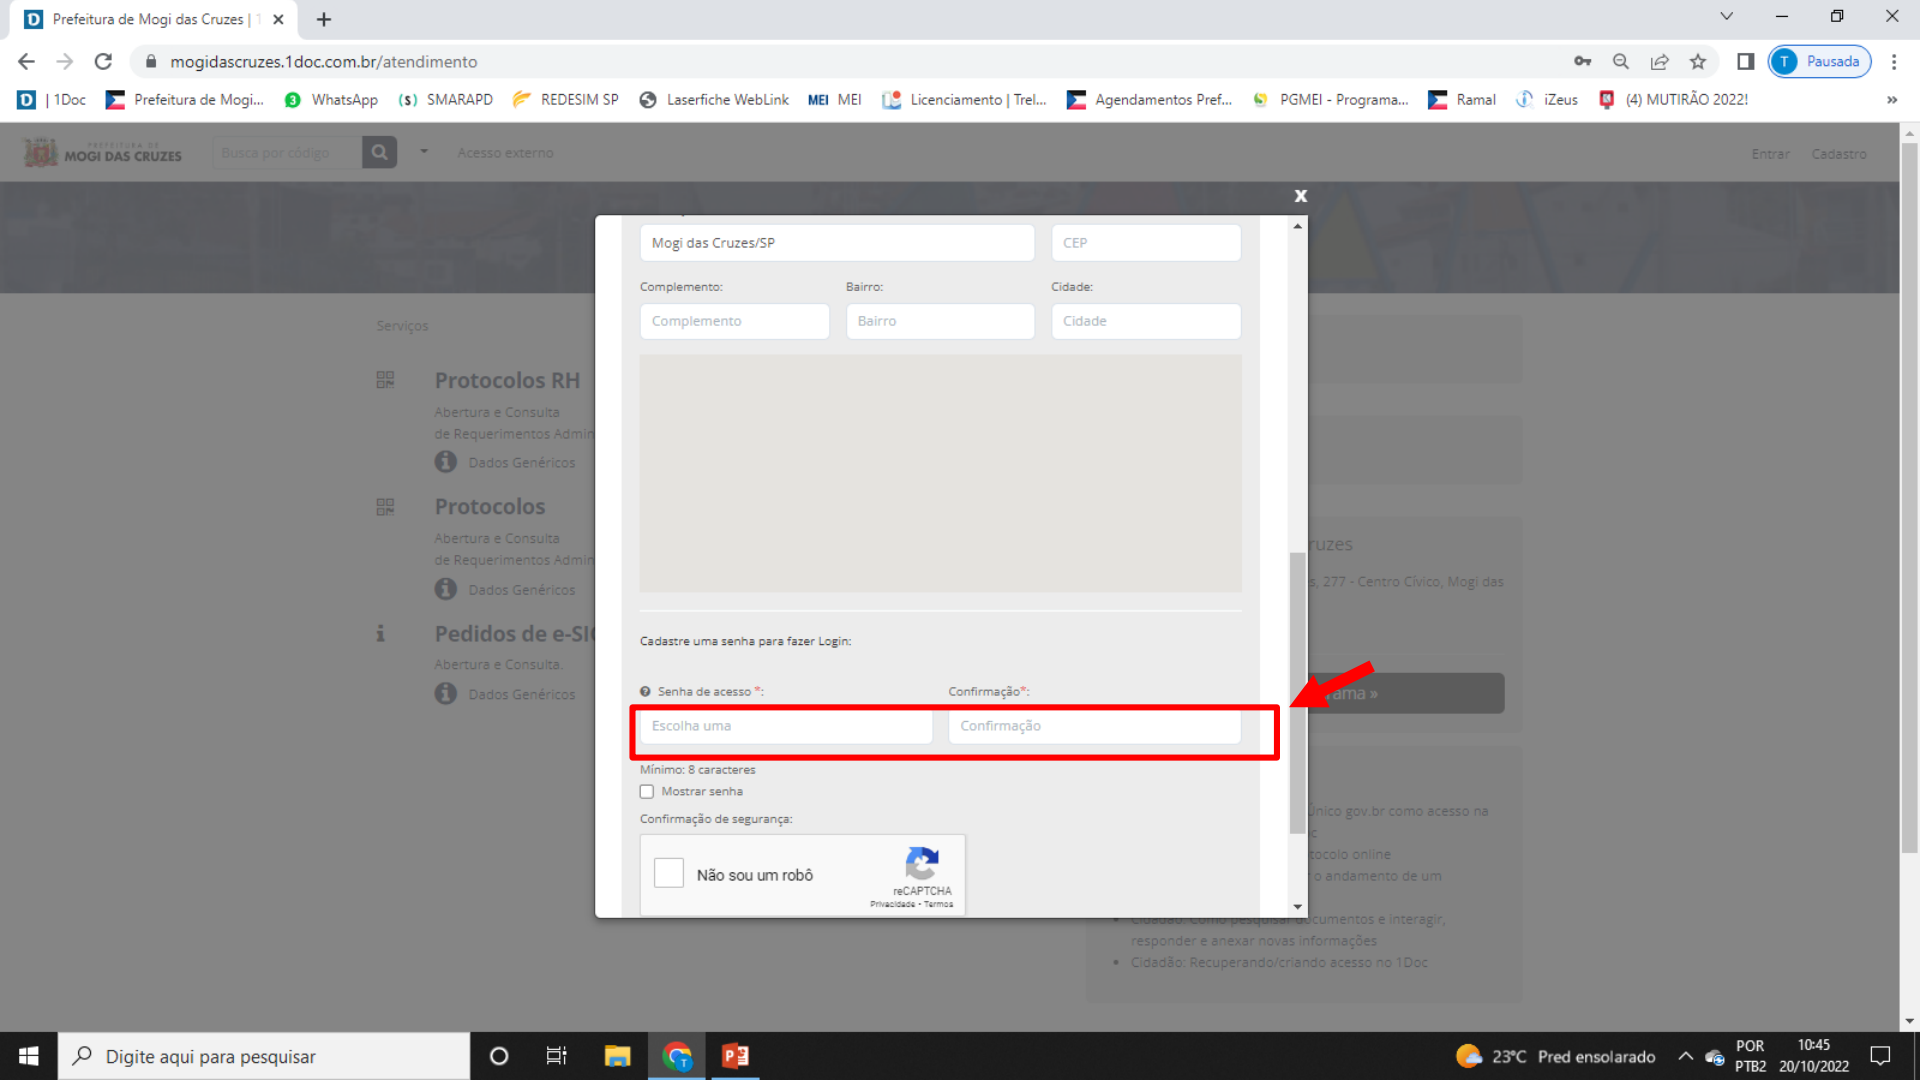 Prefeitura de Mogi das Cruzes | 1
mogidascruzes.1doc.com.br/atendimento
T Pausada
| 1Doc Prefeitura de Mogi... WhatsApp SMARAPD REDESIM SP Laserfiche WebLink MEI MEI Licenciamento | Trel... Agendamentos Pref... PGMEI - Programa... Ramal iZeus (4) MUTIRÃO 2022! »
PREFEITURA DE
MOGI DAS CRUZES
Busca por código
Acesso externo
Entrar Cadastro
x
Mogi das Cruzes/SP
CEP
Complemento: Bairro: Cidade:
Complemento Bairro Cidade
Serviços
Protocolos RH
Abertura e Consulta
de Requerimentos Admin
Dados Genéricos
Protocolos
Abertura e Consulta
de Requerimentos Admin
Dados Genéricos
Pedidos de e-SIC
Abertura e Consulta.
Dados Genéricos
Cadastre uma senha para fazer Login:
Senha de acesso *: Confirmação*:
Escolha uma Confirmação
Mínimo: 8 caracteres
Mostrar senha
Confirmação de segurança:
Não sou um robô
reCAPTCHA
Privacidade - Termos
ruzes
s, 277 - Centro Cívico, Mogi das
rama »
Único gov.br como acesso na
c
tocolo online
o andamento de um
Cidadão: Como pesquisar documentos e interagir,
responder e anexar novas informações
Cidadão: Recuperando/criando acesso no 1Doc
Digite aqui para pesquisar
23°C Pred ensolarado
POR
PTB2
10:45
20/10/2022